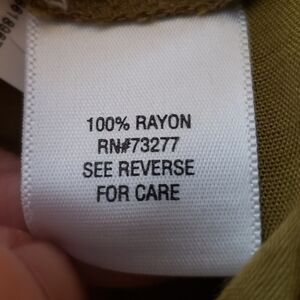 100% RAYON
RN#73277
SEE REVERSE
FOR CARE